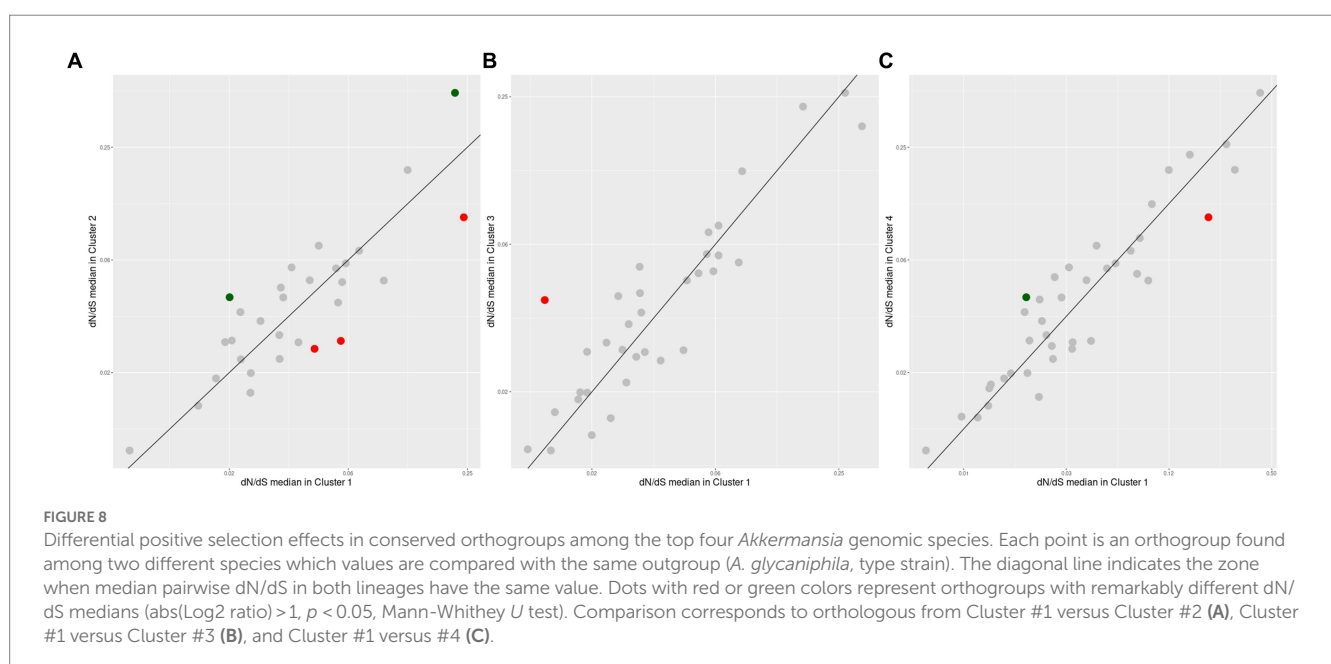 A
B
C
dN/dS median in Cluster 2
0.25
0.06
0.02
0.02
0.06
0.25
dN/dS median in Cluster 1
dN/dS median in Cluster 3
0.25
0.06
0.02
0.02
0.06
0.25
dN/dS median in Cluster 1
dN/dS median in Cluster 4
0.25
0.06
0.02
0.01
0.03
0.12
0.50
dN/dS median in Cluster 1
FIGURE 8
Differential positive selection effects in conserved orthogroups among the top four Akkermansia genomic species. Each point is an orthogroup found
among two different species which values are compared with the same outgroup (A. glycaniphila, type strain). The diagonal line indicates the zone
when median pairwise dN/dS in both lineages have the same value. Dots with red or green colors represent orthogroups with remarkably different dN/
dS medians (abs(Log2 ratio) > 1, p < 0.05, Mann-Whithey U test). Comparison corresponds to orthologous from Cluster #1 versus Cluster #2 (A), Cluster
#1 versus Cluster #3 (B), and Cluster #1 versus #4 (C).